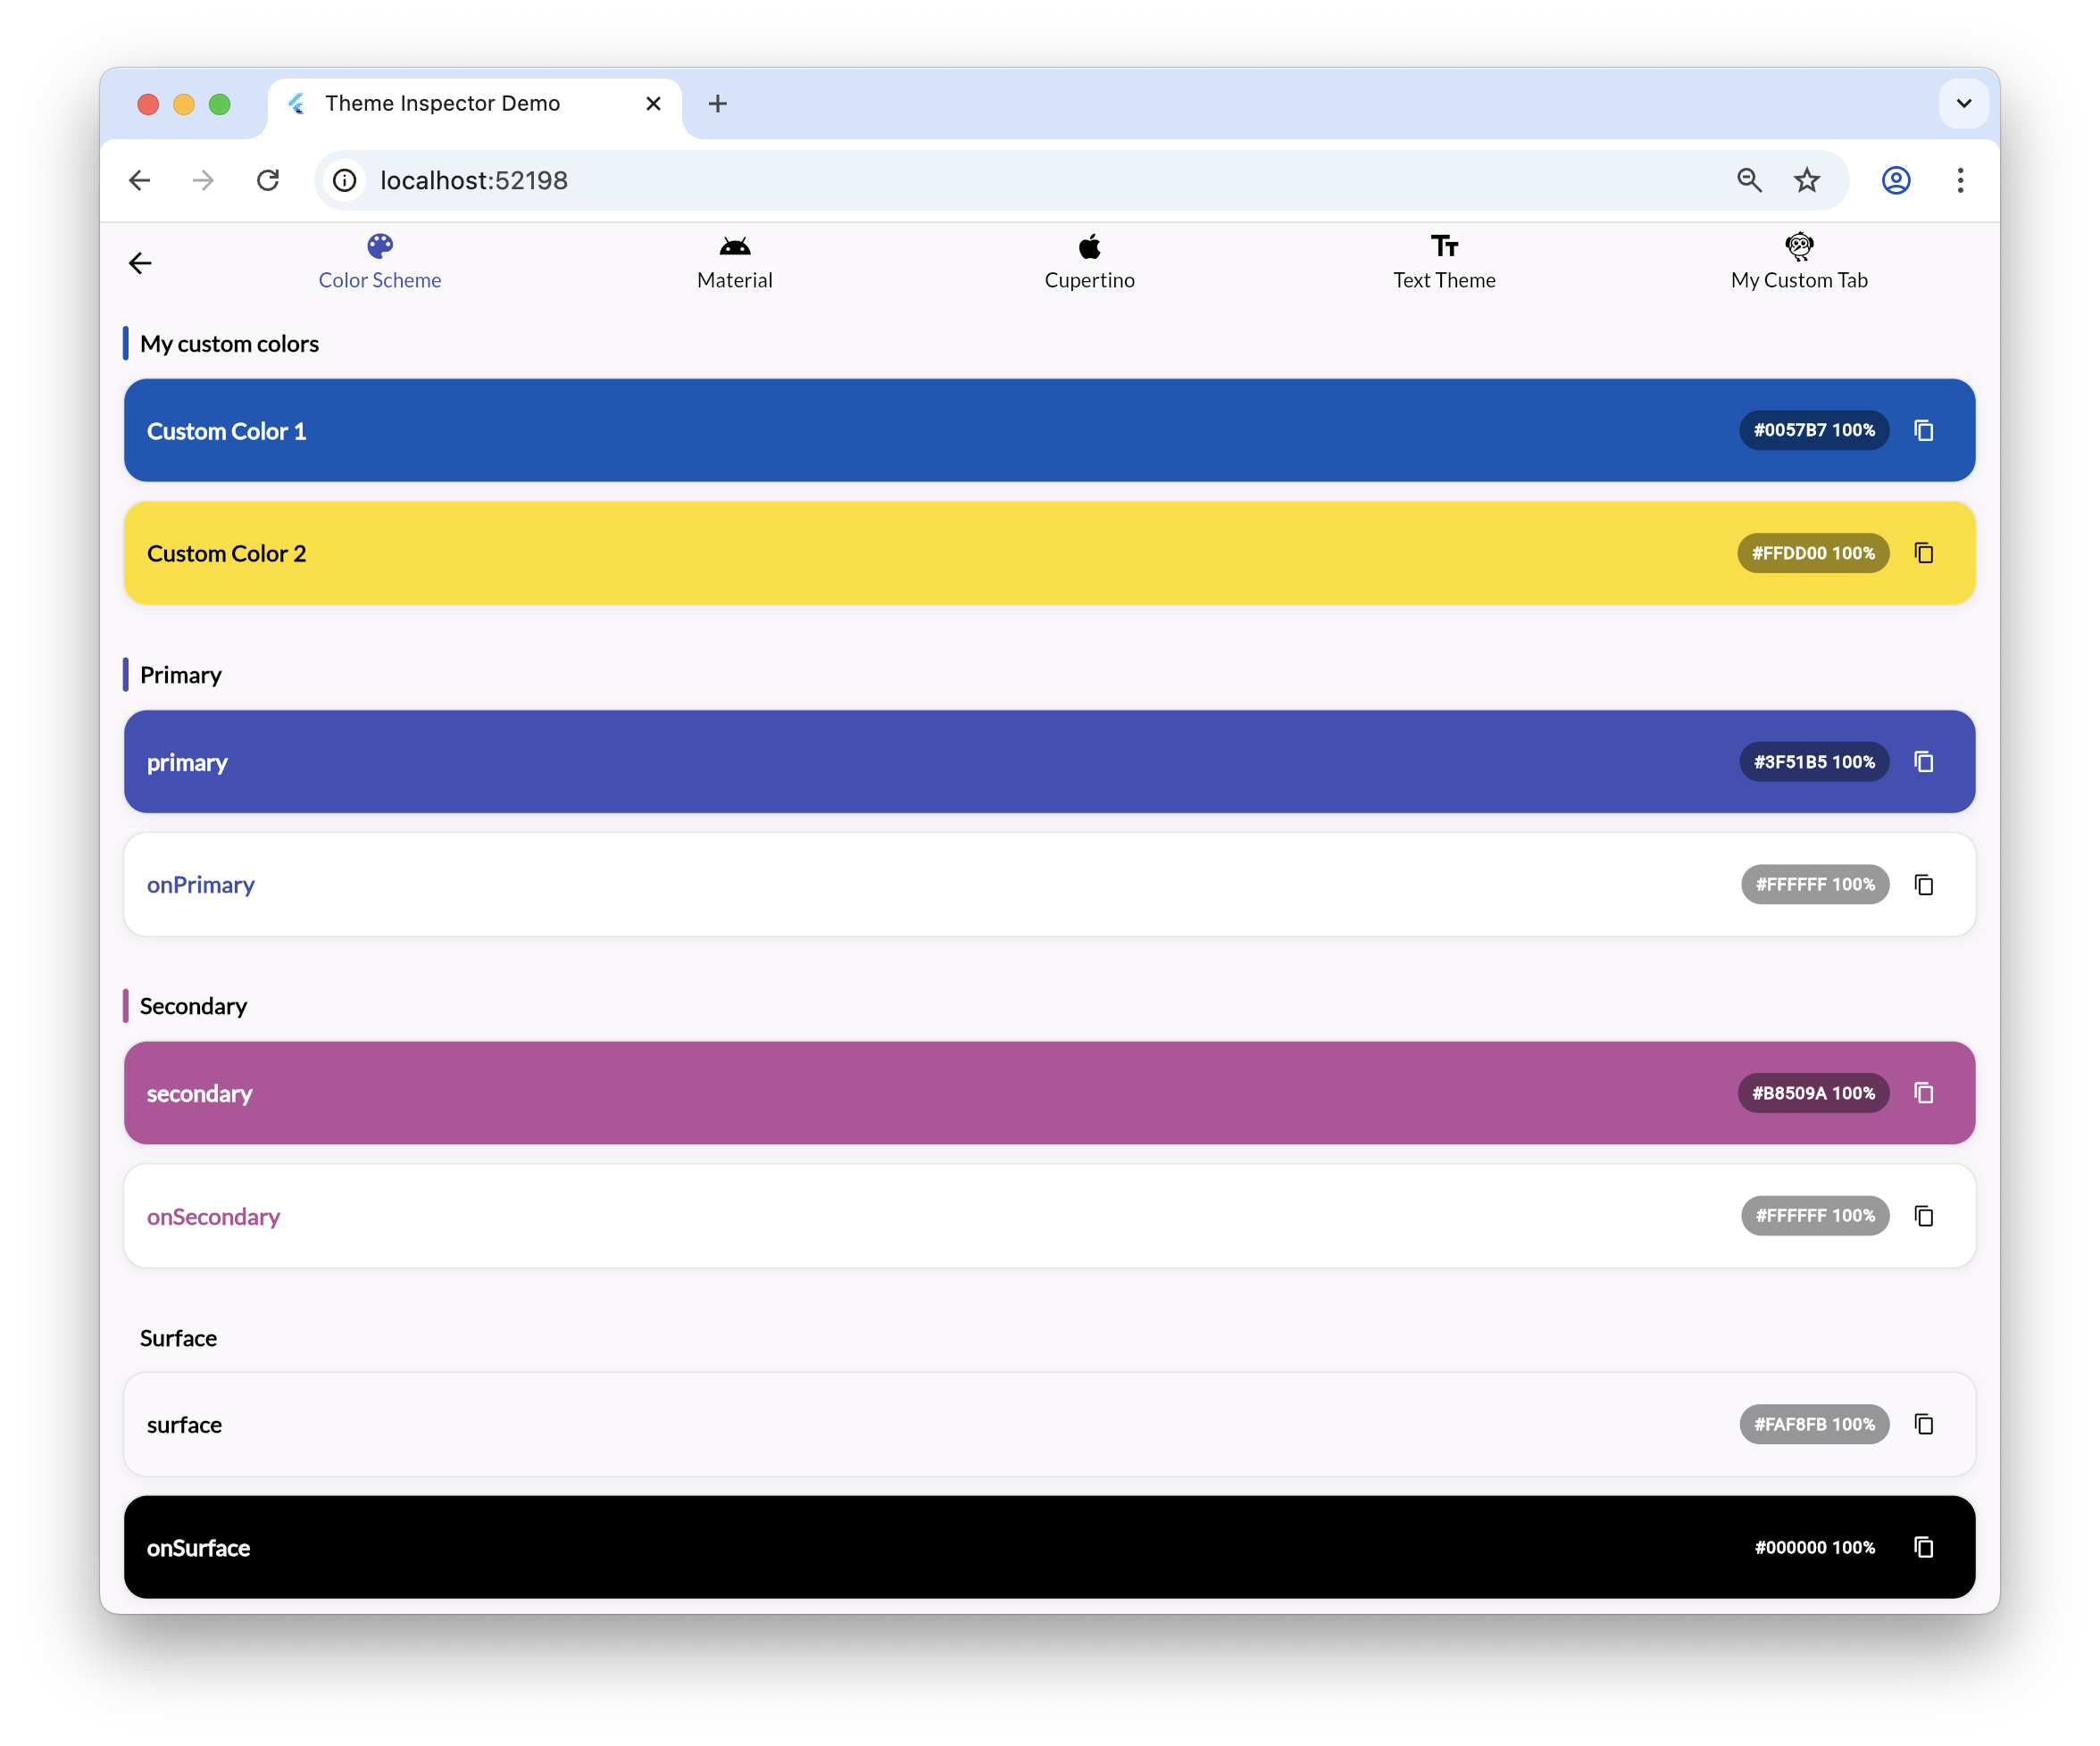 Theme Inspector Demo
localhost:52198
Color Scheme
Material
Cupertino
Text Theme
My Custom Tab
My custom colors
Custom Color 1
#0057B7 100%
Custom Color 2
#FFDD00 100%
Primary
primary
#3F51B5 100%
onPrimary
#FFFFFF 100%
Secondary
secondary
#B8509A 100%
onSecondary
#FFFFFF 100%
Surface
surface
#FAF8FB 100%
onSurface
#000000 100%